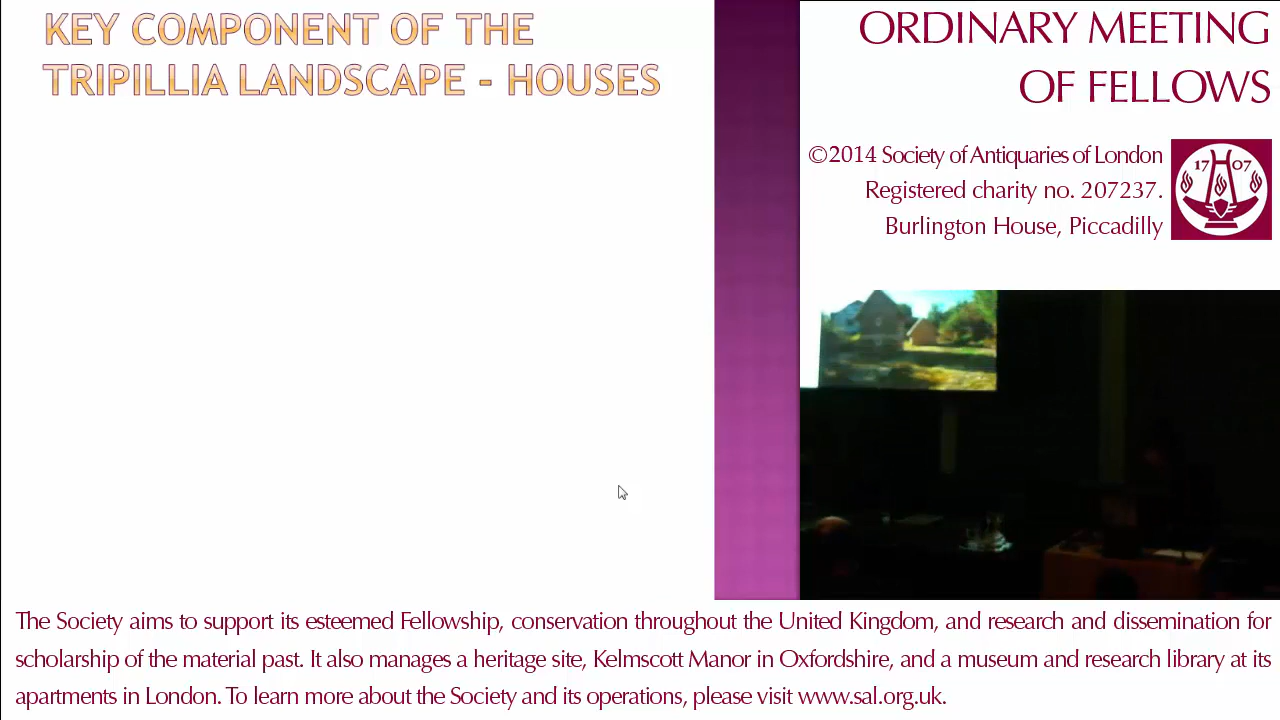 KEY COMPONENT OF THE
TRIPILLIA LANDSCAPE - HOUSES
ORDINARY MEETING
OF FELLOWS
©2014 Society of Antiquaries of London
Registered charity no. 207237.
Burlington House, Piccadilly
17 07
The Society aims to support its esteemed Fellowship, conservation throughout the United Kingdom, and research and dissemination for
scholarship of the material past. It also manages a heritage site, Kelmscott Manor in Oxfordshire, and a museum and research library at its
apartments in London. To learn more about the Society and its operations, please visit www.sal.org.uk.